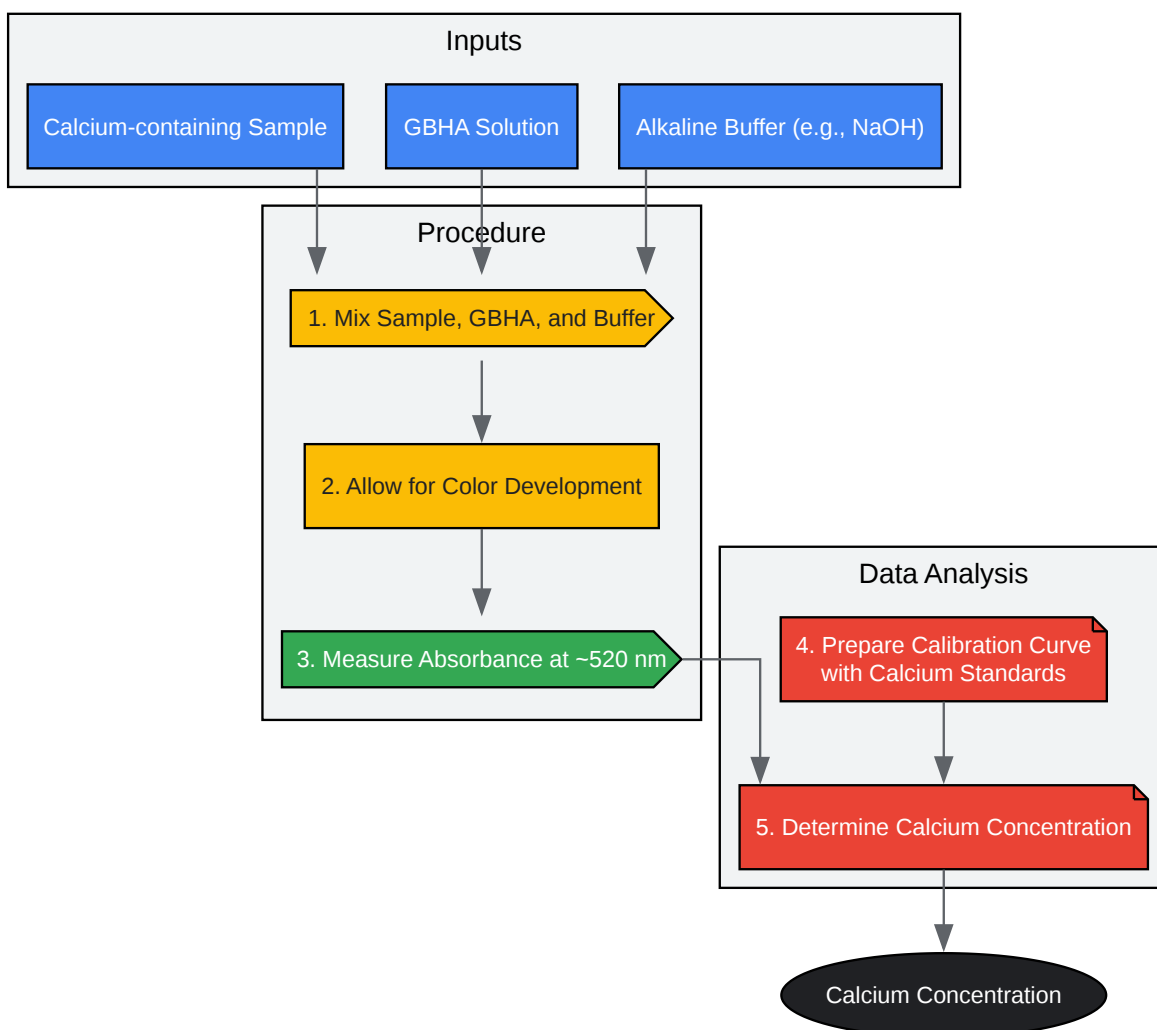 Inputs
Calcium-containing Sample
GBHA Solution
Alkaline Buffer (e.g., NaOH)
Procedure
1. Mix Sample, GBHA, and Buffer
2. Allow for Color Development
3. Measure Absorbance at ~520 nm
Data Analysis
4. Prepare Calibration Curve
with Calcium Standards
5. Determine Calcium Concentration
Calcium Concentration